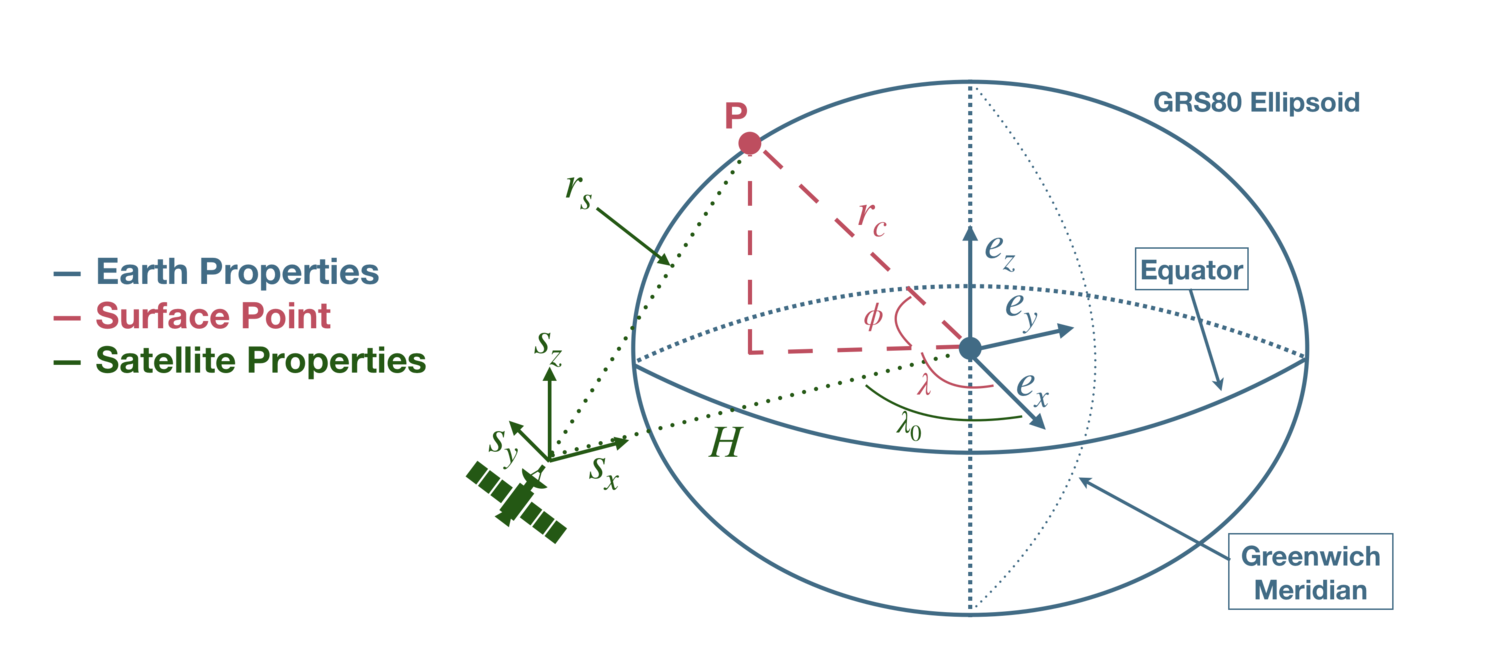 GRS80 Ellipsoid
P
r_s
r_c
— Earth Properties
— Surface Point
— Satellite Properties
e_z
Equator
e_y
ϕ
s_z
e_x
λ
λ_0
s_y
H
s_x
Greenwich
Meridian